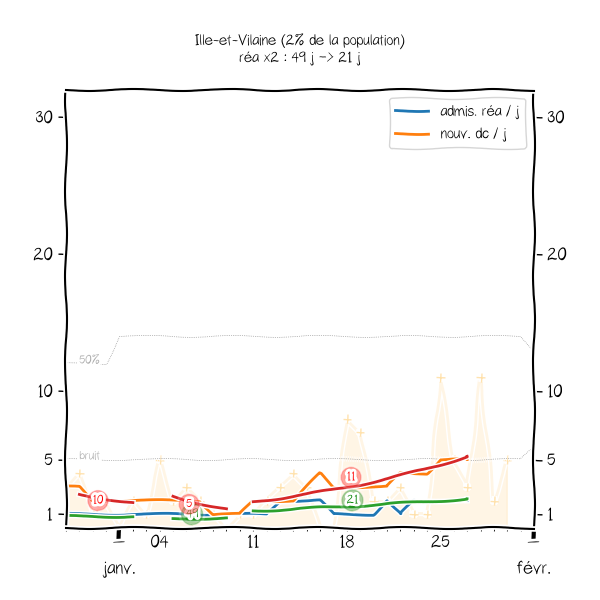 Ille-et-Vilaine (2% de la population)
réa x2 : 49 j -> 21 j
admis. réa / j
nouv. dc / j
30
30
20
20
50%
10
10
bruit
5
5
11
10
5
21
1
1
04
11
18
25
janv.
févr.